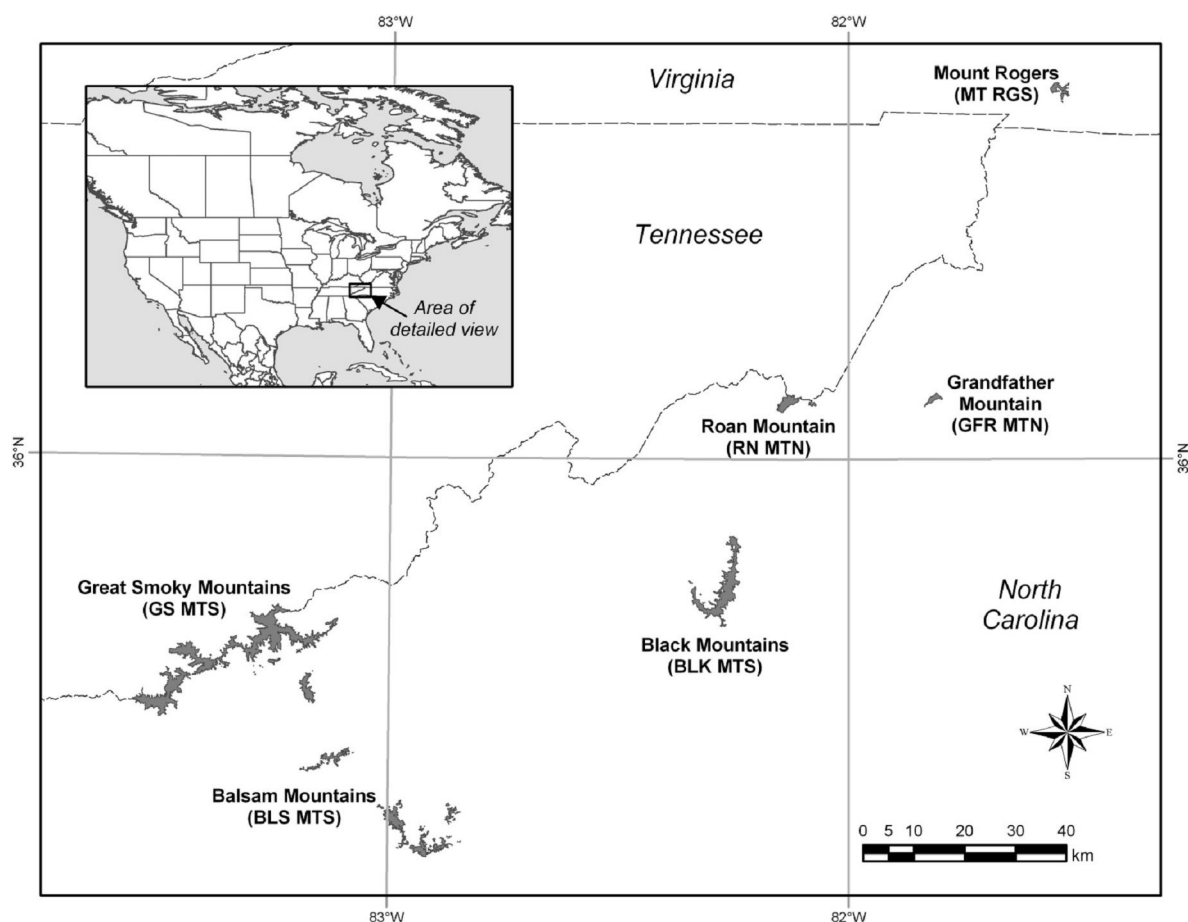 83°W
82°W
Virginia
Mount Rogers
(MT RGS)
Tennessee
Area of
detailed view
Grandfather
Mountain
(GFR MTN)
Roan Mountain
(RN MTN)
36°N
36°N
Great Smoky Mountains
(GS MTS)
North
Carolina
Black Mountains
(BLK MTS)
N
W
E
S
Balsam Mountains
(BLS MTS)
0 5 10 20 30 40
km
83°W
82°W